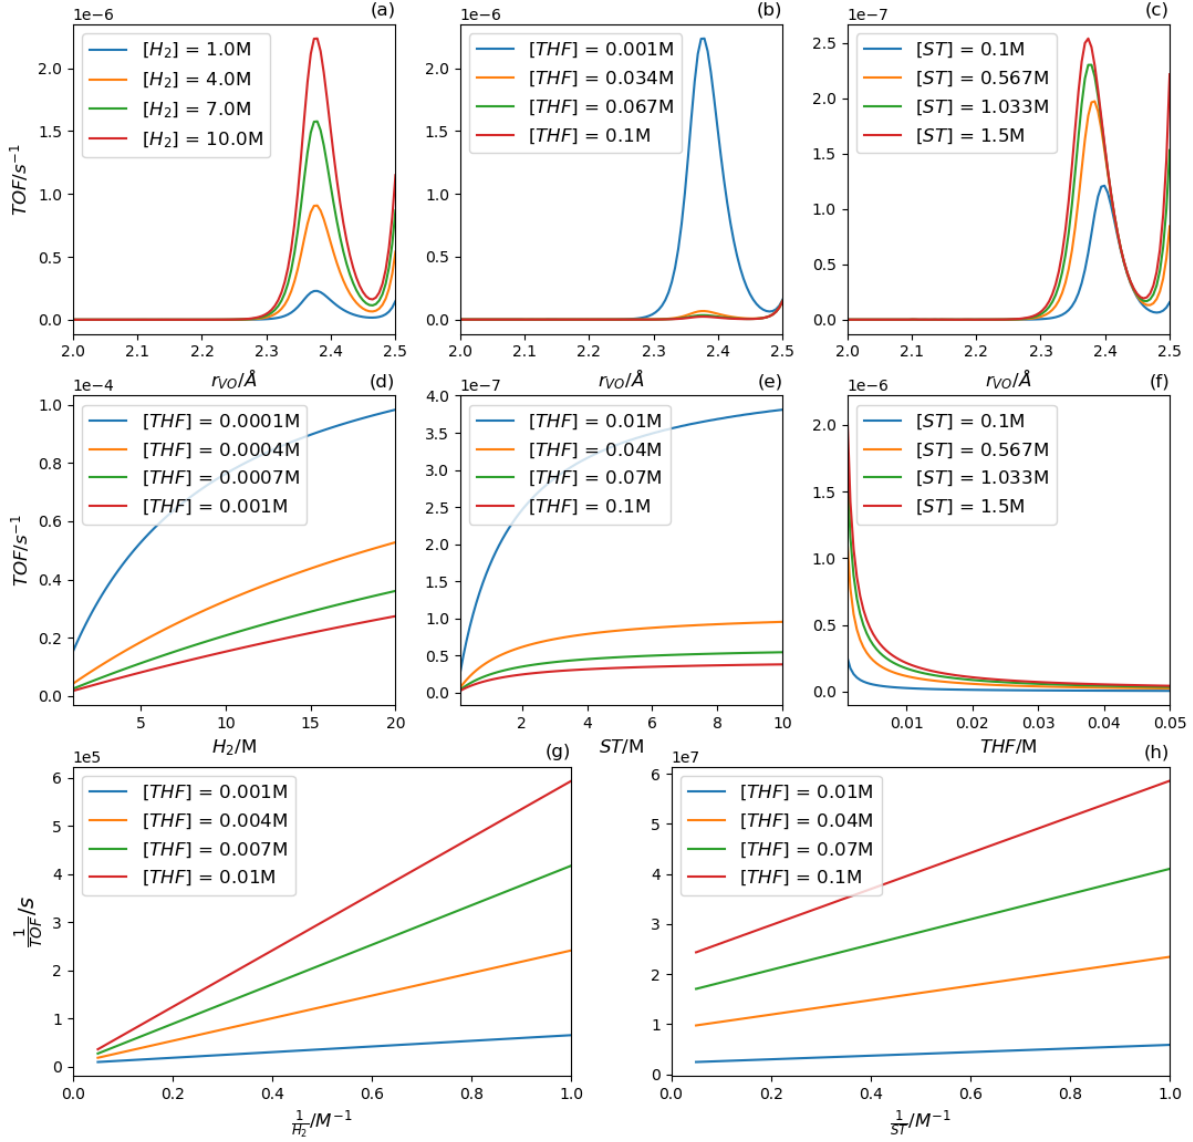 1e−6 (a)
[H2] = 1.0M
[H2] = 4.0M
[H2] = 7.0M
[H2] = 10.0M
TOF/s−1
2.0
1.5
1.0
0.5
0.0
2.0 2.1 2.2 2.3 2.4 2.5
rVO/Å
1e−6 (b)
[THF] = 0.001M
[THF] = 0.034M
[THF] = 0.067M
[THF] = 0.1M
2.0
1.5
1.0
0.5
0.0
2.0 2.1 2.2 2.3 2.4 2.5
rVO/Å
1e−7 (c)
[ST] = 0.1M
[ST] = 0.567M
[ST] = 1.033M
[ST] = 1.5M
2.5
2.0
1.5
1.0
0.5
0.0
2.0 2.1 2.2 2.3 2.4 2.5
rVO/Å
1e−4 (d)
[THF] = 0.0001M
[THF] = 0.0004M
[THF] = 0.0007M
[THF] = 0.001M
TOF/s−1
1.0
0.8
0.6
0.4
0.2
0.0
5 10 15 20
H2/M
1e−7 (e)
[THF] = 0.01M
[THF] = 0.04M
[THF] = 0.07M
[THF] = 0.1M
4.0
3.5
3.0
2.5
2.0
1.5
1.0
0.5
0.0
2 4 6 8 10
ST/M
1e−6 (f)
[ST] = 0.1M
[ST] = 0.567M
[ST] = 1.033M
[ST] = 1.5M
2.0
1.5
1.0
0.5
0.0
0.01 0.02 0.03 0.04 0.05
THF/M
1e5 (g)
[THF] = 0.001M
[THF] = 0.004M
[THF] = 0.007M
[THF] = 0.01M
1/TOF/s
6
5
4
3
2
1
0
0.0 0.2 0.4 0.6 0.8 1.0
1/H2/M−1
1e7 (h)
[THF] = 0.01M
[THF] = 0.04M
[THF] = 0.07M
[THF] = 0.1M
6
5
4
3
2
1
0
0.0 0.2 0.4 0.6 0.8 1.0
1/ST/M−1